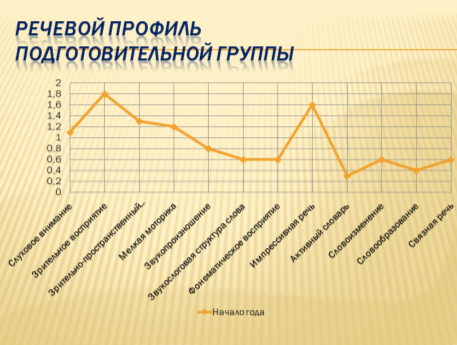 РЕЧЕВОЙ ПРОФИЛЬ
ПОДГОТОВИТЕЛЬНОЙ ГРУППЫ
2
1,8
1,6
1,4
1,2
1
0,8
0,6
0,4
0,2
0
Слуховое внимание
Зрительное восприятие
Зрительно-пространственный..
Мелкая моторика
Звукопроизношение
Звукослоговая структура слова
Фонематическое восприятие
Импрессивная речь
Активный словарь
Словоизменение
Словообразование
Связная речь
Начало года